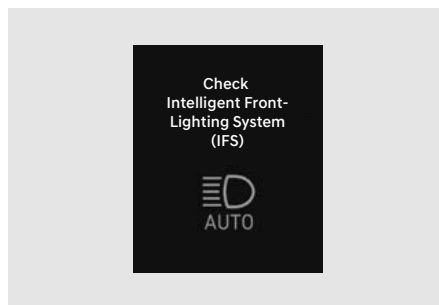 Check
Intelligent Front-
Lighting System
(IFS)
AUTO